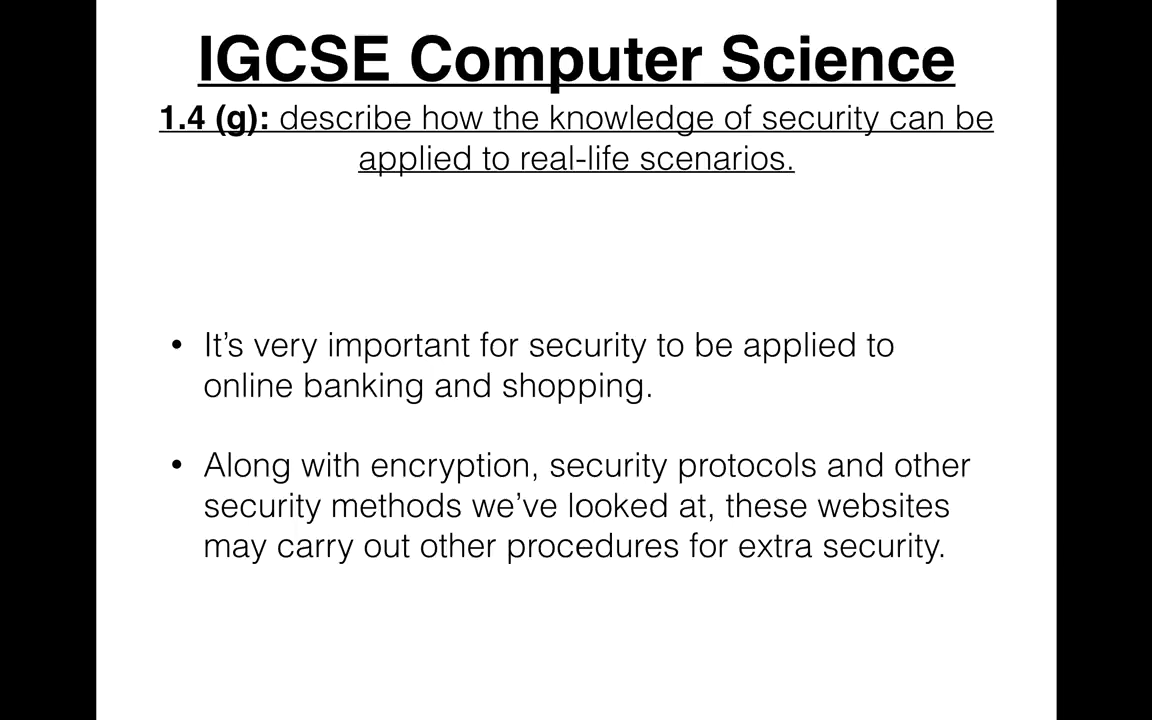 IGCSE Computer Science
1.4 (g): describe how the knowledge of security can be
applied to real-life scenarios.
• It’s very important for security to be applied to
online banking and shopping.
• Along with encryption, security protocols and other
security methods we’ve looked at, these websites
may carry out other procedures for extra security.